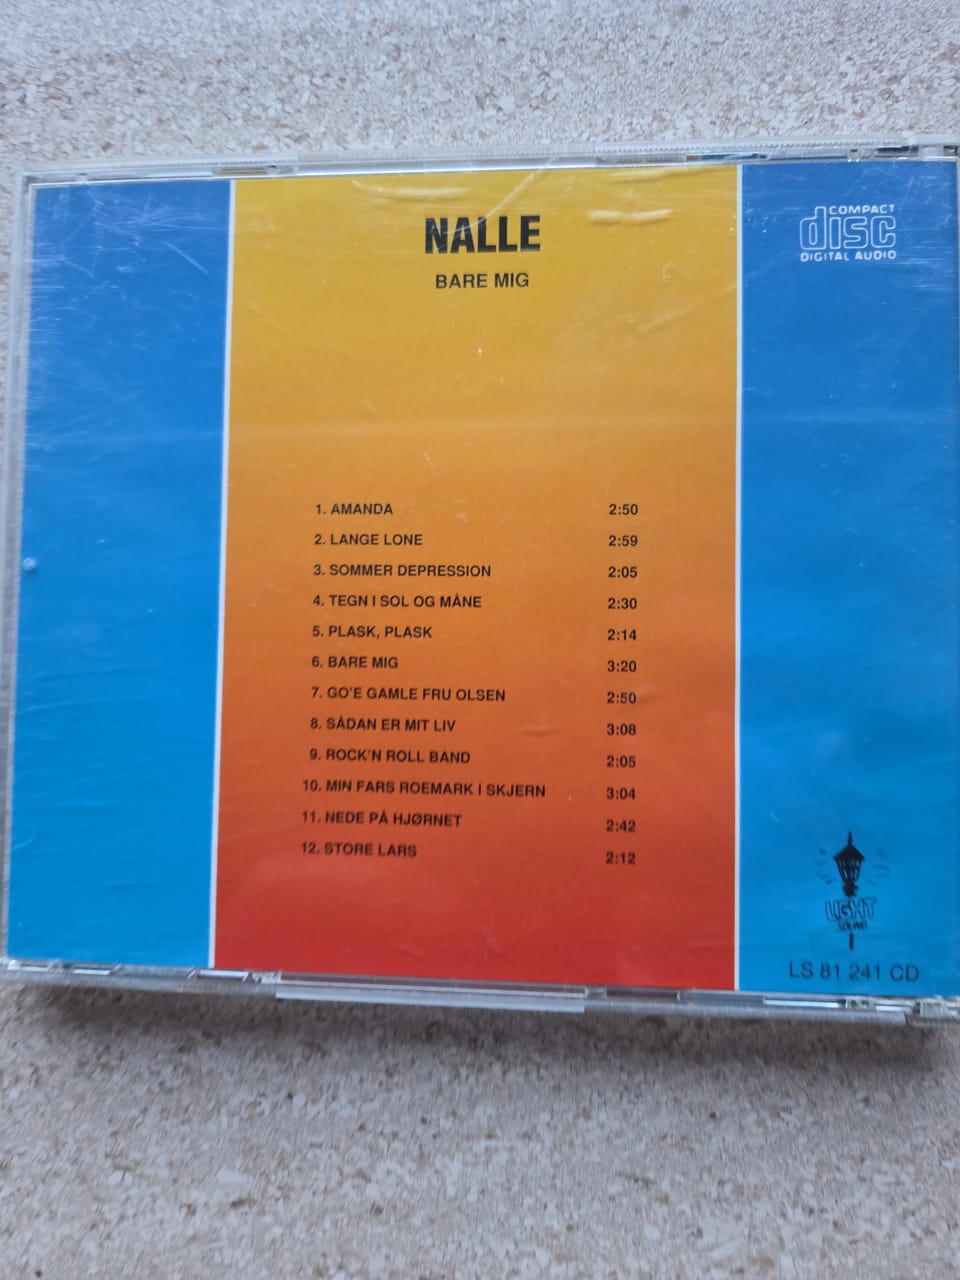 NALLE
BARE MIG
COMPACT
disc
DIGITAL AUDIO
1. AMANDA 2:50
2. LANGE LONE 2:59
3. SOMMER DEPRESSION 2:05
4. TEGN I SOL OG MÅNE 2:30
5. PLASK, PLASK 2:14
6. BARE MIG 3:20
7. GO'E GAMLE FRU OLSEN 2:50
8. SÅDAN ER MIT LIV 3:08
9. ROCK'N ROLL BAND 2:05
10. MIN FARS ROEMARK I SKJERN 3:04
11. NEDE PÅ HJØRNET 2:42
12. STORE LARS 2:12
LIGHT
SOUND
LS 81 241 CD